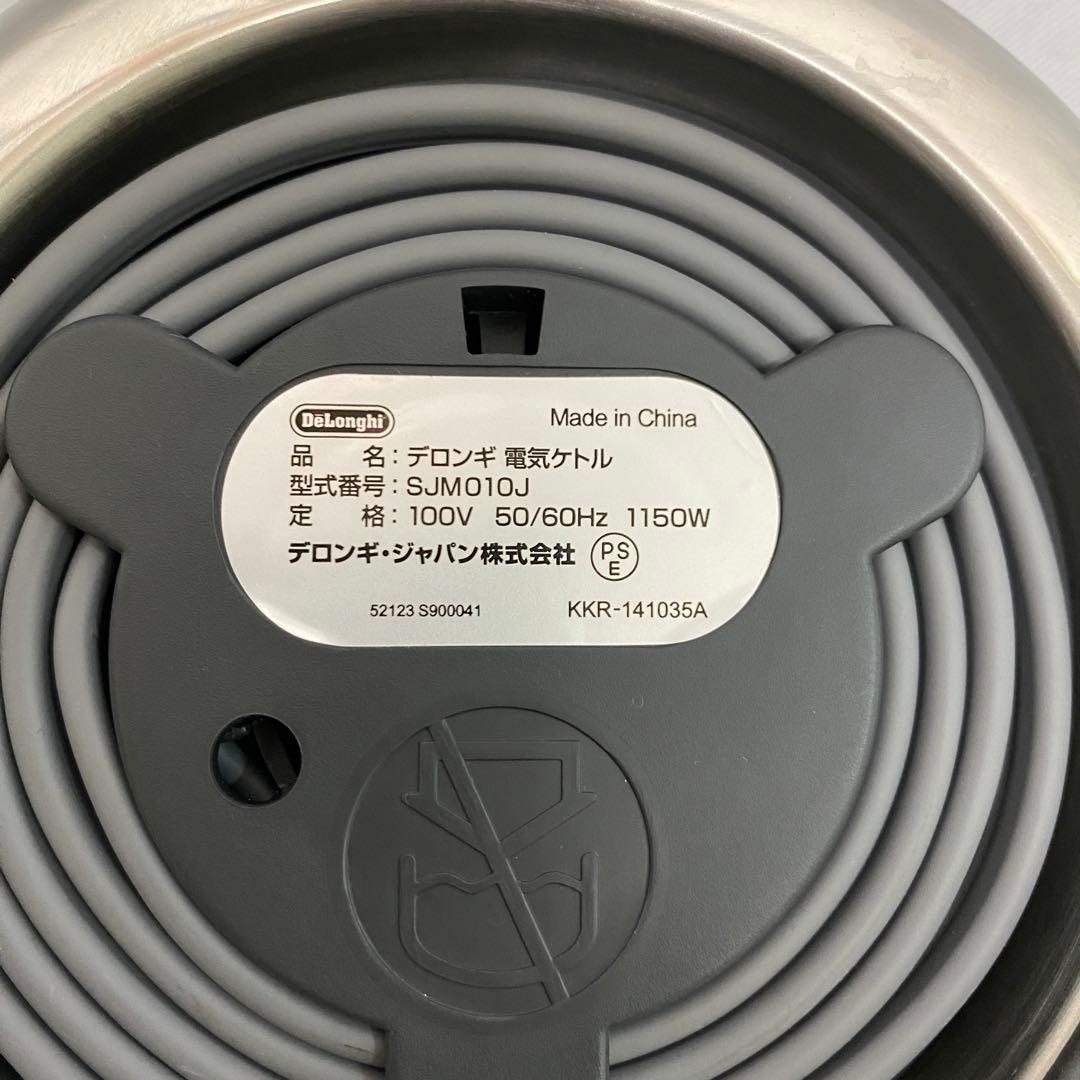 DēLonghi Made in China
品 名：デロンギ 電気ケトル
型式番号：SJM010J
定 格：100V 50/60Hz 1150W
デロンギ・ジャパン株式会社 PSE
52123 S900041 KKR-141035A